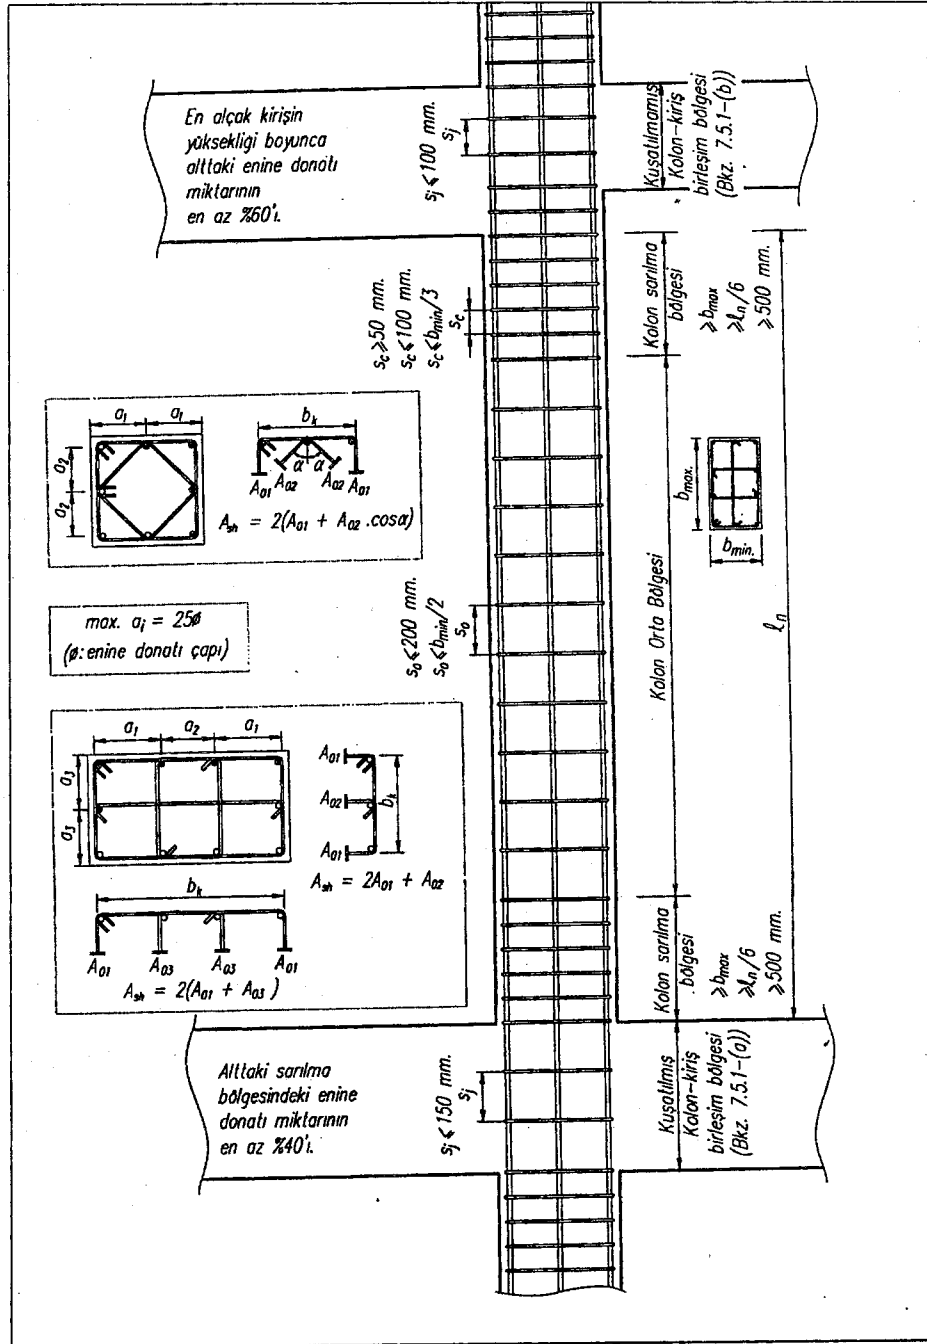 En alçak kirişin
yüksekliği boyunca
alttaki enine donatı
miktarının
en az %60'ı.
sj ⩽ 100 mm.
sj
Kuşatılmamış
Kolon-kiriş
birleşim bölgesi
(Bkz. 7.5.1-(b))
sc ⩾ 50 mm.
sc ⩽ 100 mm.
sc ⩽ bmin/3
sc
Kolon sarılma
bölgesi
⩾ bmax
⩾ ℓn/6
⩾ 500 mm.
a1 a1
a2
a2
bk
α α
A01 A02 A02 A01
Ash = 2(A01 + A02 .cosα)
bmax.
bmin.
Kolon Orta Bölgesi
ℓn
max. ai = 25ø
(ø: enine donatı çapı)
so ⩽ 200 mm.
so ⩽ bmin/2
so
a1 a2 a1
a3
a3
A01
A02
A01
bk
Ash = 2A01 + A02
bk
A01 A03 A03 A01
Ash = 2(A01 + A03 )
Kolon sarılma
bölgesi
⩾ bmax
⩾ ℓn/6
⩾ 500 mm.
Alttaki sarılma
bölgesindeki enine
donatı miktarının
en az %40'ı.
sj ⩽ 150 mm.
sj
Kuşatılmış
Kolon-kiriş
birleşim bölgesi
(Bkz. 7.5.1-(a))